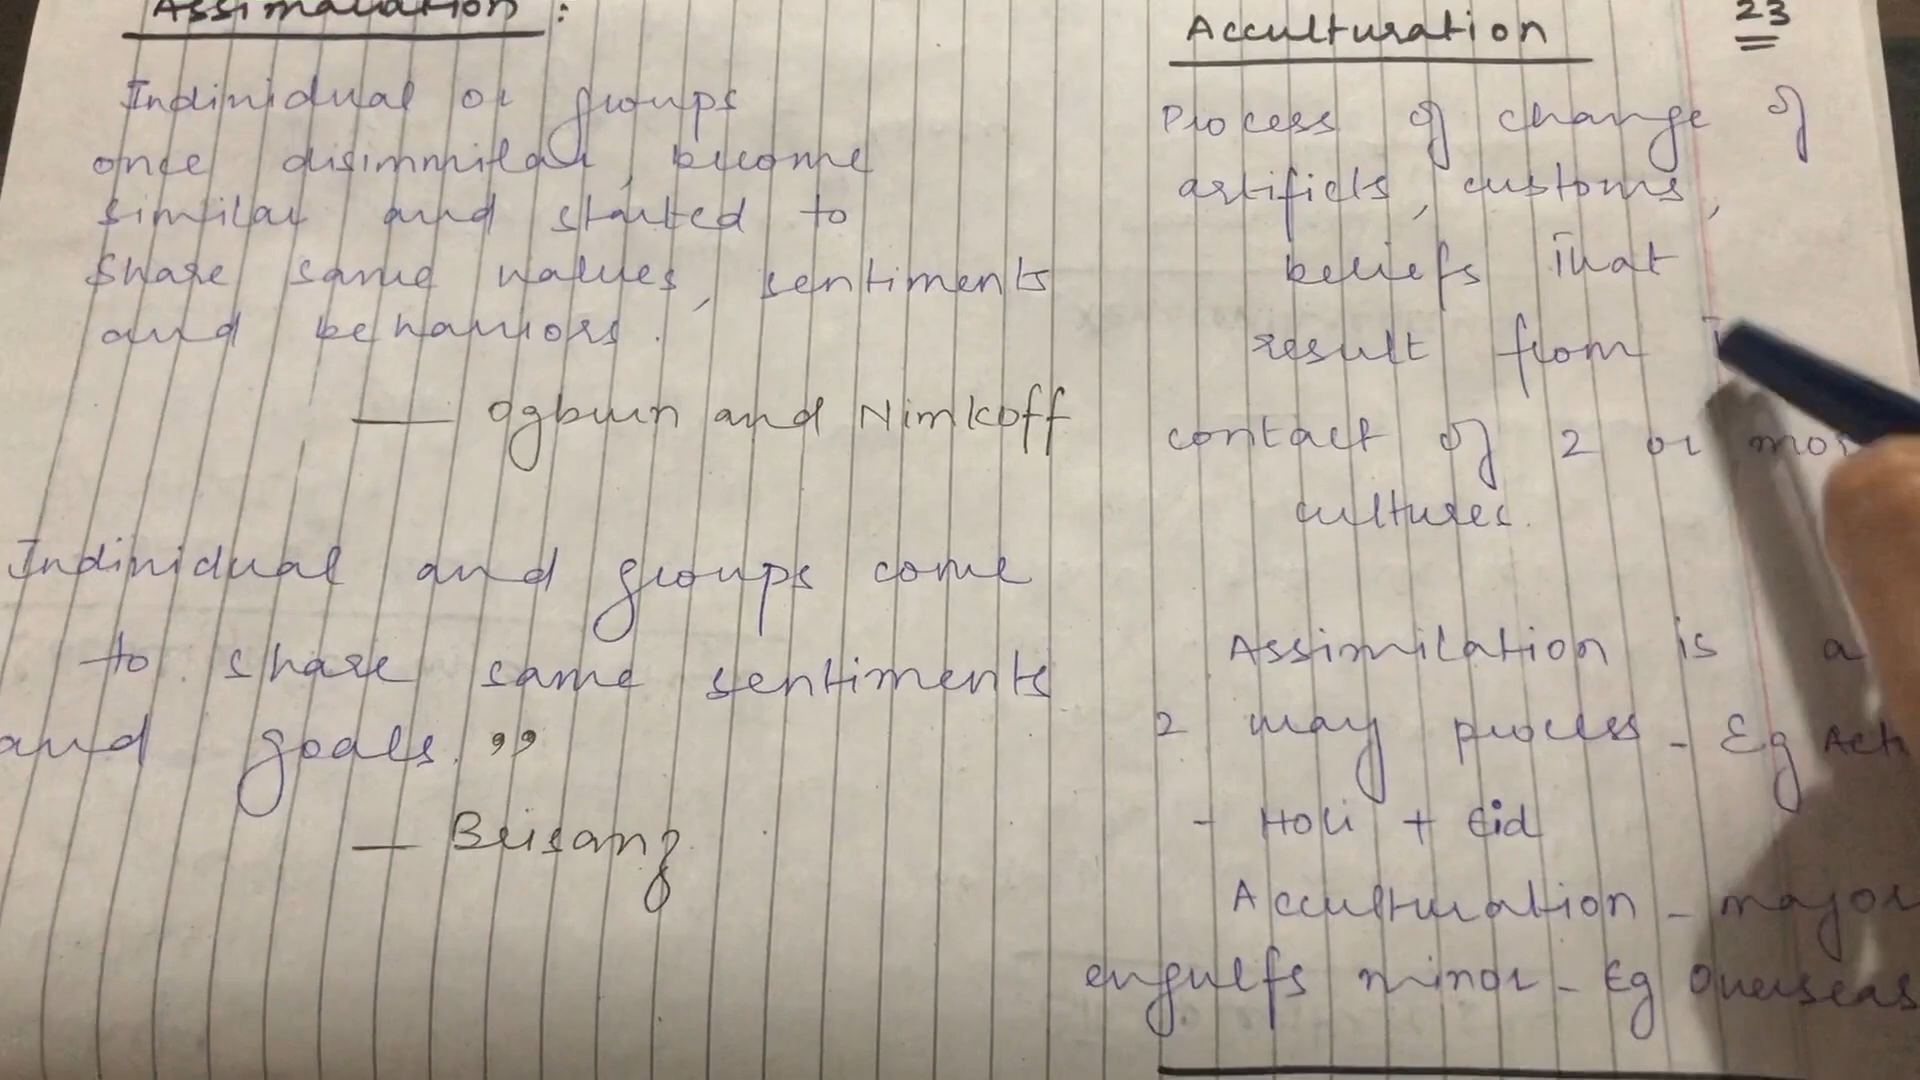 Assimilation :
Individual or groups
once disimmilar, become
similar and started to
share same values, sentiments
and behaviors.
— Ogburn and Nimkoff
Individual and groups come
to share same sentiments
and goals.”
— Beisanz
23
Acculturation
Process of change of
artificts, customs,
beliefs that
result from
contact of 2 or
cultures.
Assimilation is a
2 way process - Eg
- Holi + Eid
Acculturation - major
engulfs minor - Eg Overseas